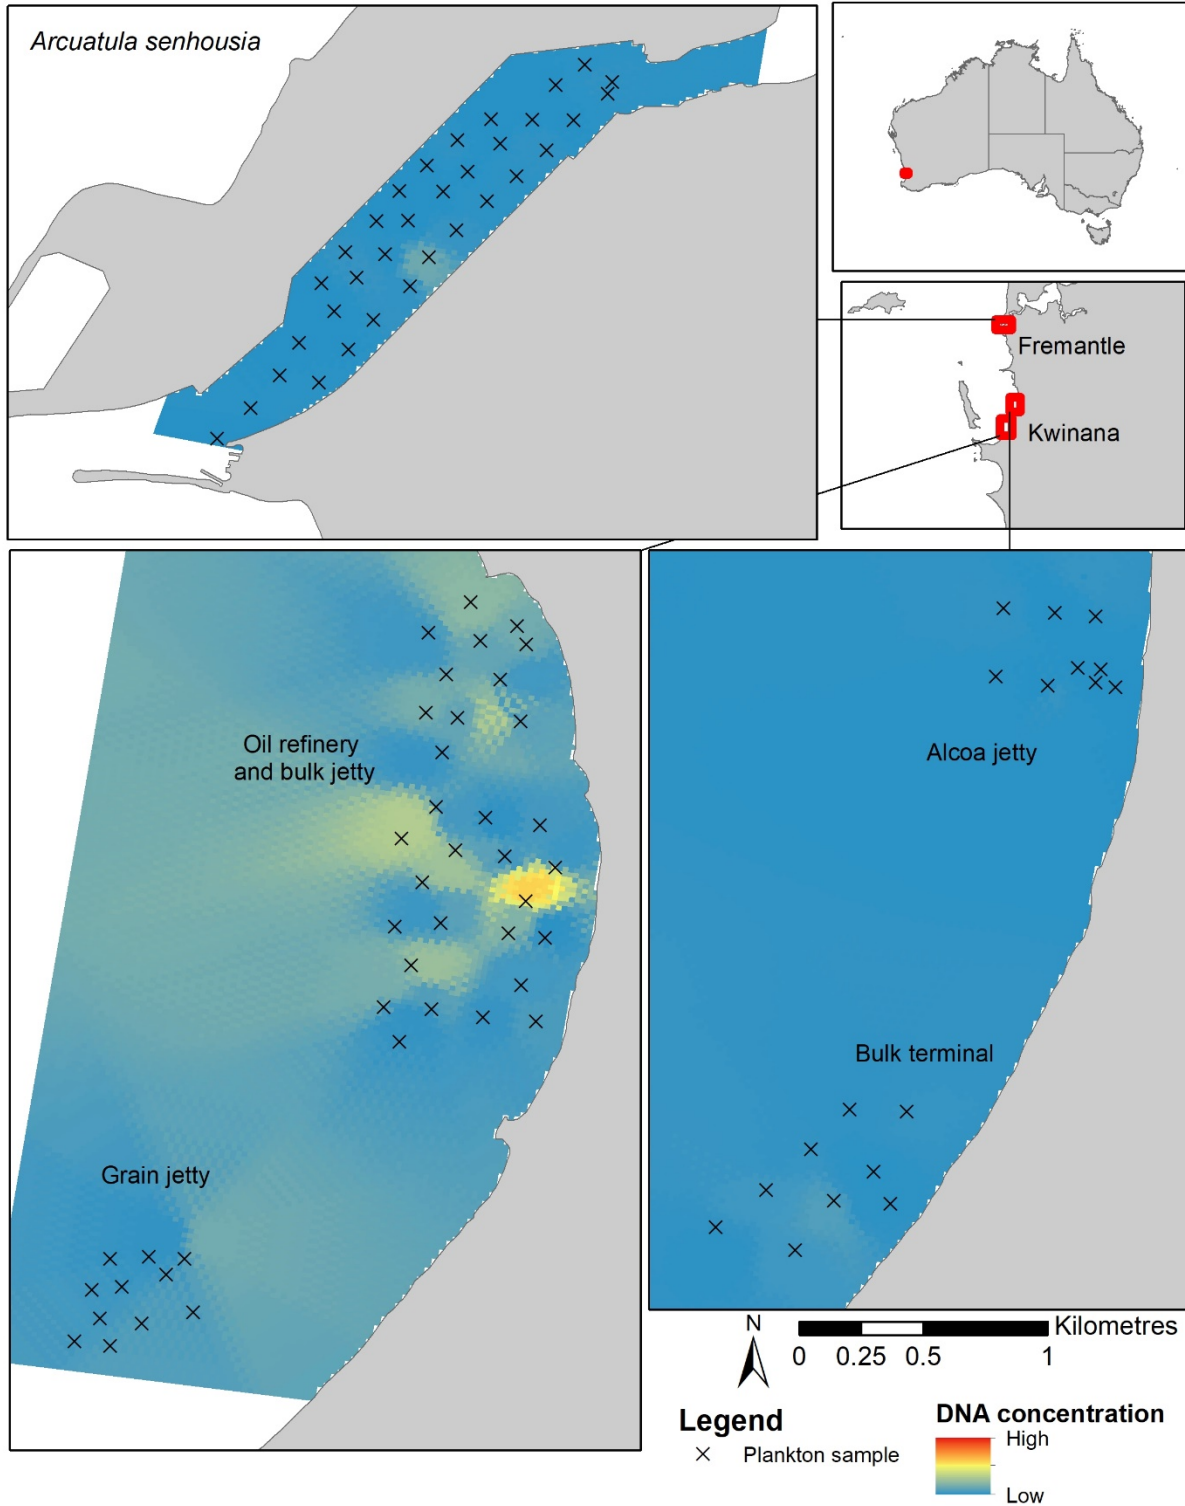 Arcuatula senhousia
Fremantle
Kwinana
Oil refinery
and bulk jetty
Grain jetty
Alcoa jetty
Bulk terminal
N
Kilometres
0 0.25 0.5 1
Legend
Plankton sample
DNA concentration
High
Low